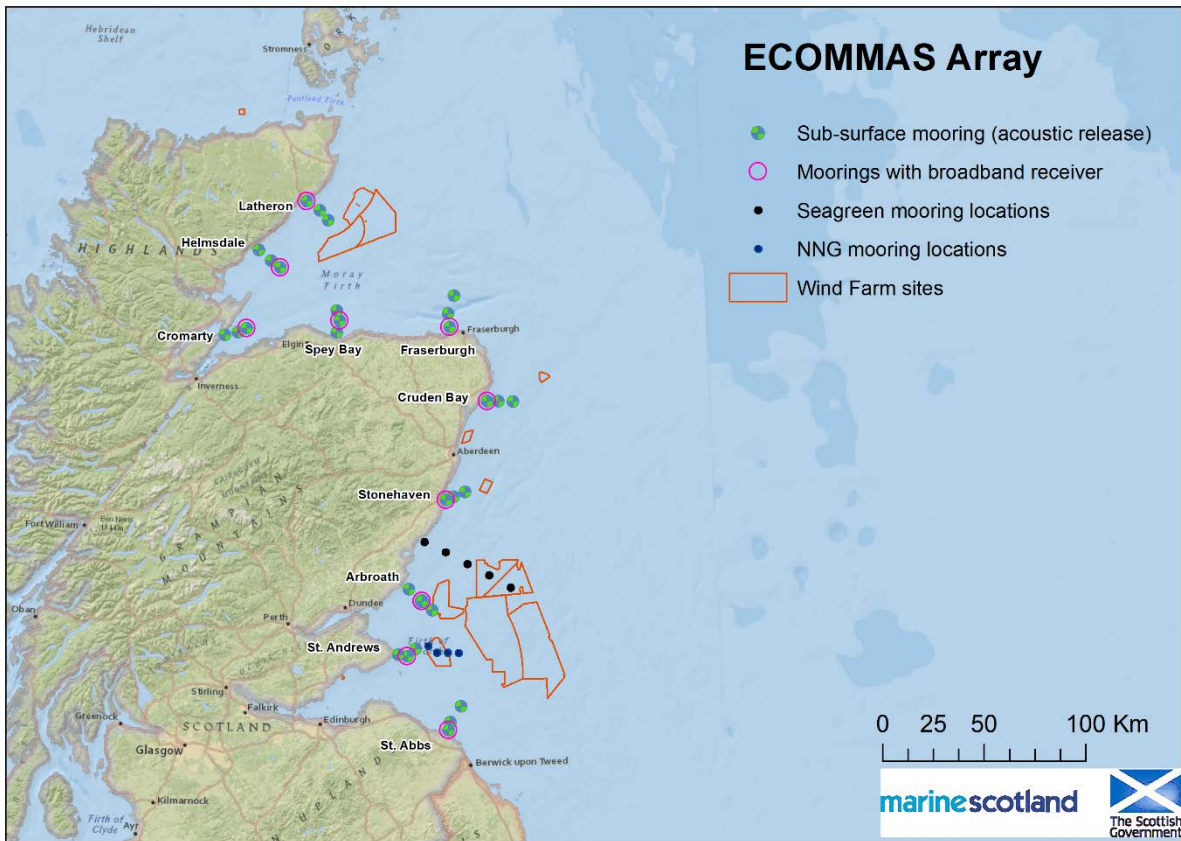 Hebridean
Shelf
Stromness
ECOMMAS Array
Pentland Firth
Sub-surface mooring (acoustic release)
Moorings with broadband receiver
Seagreen mooring locations
NNG mooring locations
Wind Farm sites
Latheron
Helmsdale
HIGHLANDS
Moray
Firth
Cromarty
Elgin
Spey Bay
Fraserburgh
Fraserburgh
Inverness
Cruden Bay
Aberdeen
Stonehaven
Fort William
Ben Nevis
GRAMPIAN
MOUNTAINS
Arbroath
Dundee
Oban
Perth
St. Andrews
Firth of
Stirling
Falkirk
Edinburgh
Greenock
SCOTLAND
Glasgow
St. Abbs
Berwick upon Tweed
Kilmarnock
Firth of
Clyde
Ayr
0 25 50 100 Km
marinescotland
The Scottish
Government